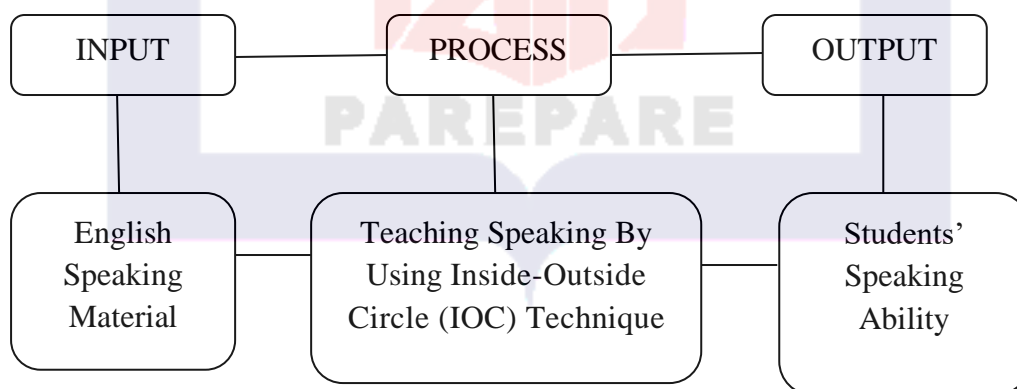 INPUT
PROCESS
OUTPUT
PAREPARE
English
Speaking
Material
Teaching Speaking By
Using Inside-Outside
Circle (IOC) Technique
Students’
Speaking
Ability